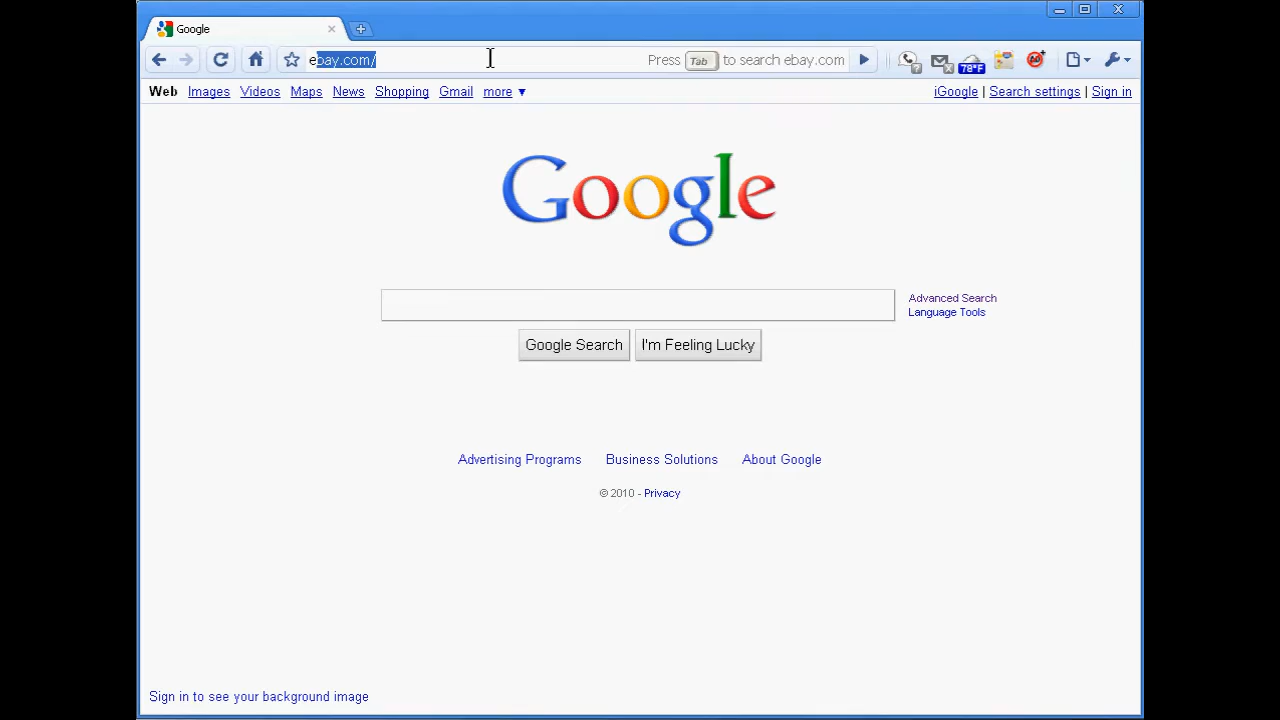 Google
ebay.com/ Press Tab to search ebay.com 78°F
Web Images Videos Maps News Shopping Gmail more ▼ iGoogle | Search settings | Sign in
Google
Advanced Search
Language Tools
Google Search I'm Feeling Lucky
Advertising Programs Business Solutions About Google
© 2010 - Privacy
Sign in to see your background image